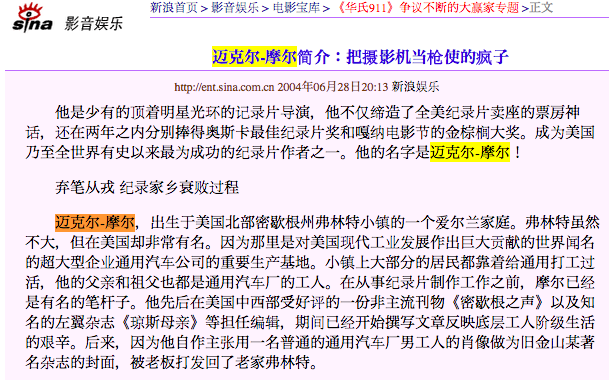 sina 影音娱乐
新浪首页 > 影音娱乐 > 电影宝库 > 《华氏911》争议不断的大赢家专题 >正文
迈克尔-摩尔简介：把摄影机当枪使的疯子
http://ent.sina.com.cn 2004年06月28日20:13 新浪娱乐
他是少有的顶着明星光环的记录片导演，他不仅缔造了全美纪录片卖座的票房神
话，还在两年之内分别捧得奥斯卡最佳纪录片奖和嘎纳电影节的金棕榈大奖。成为美国
乃至全世界有史以来最为成功的纪录片作者之一。他的名字是迈克尔-摩尔！
弃笔从戎 纪录家乡衰败过程
迈克尔-摩尔，出生于美国北部密歇根州弗林特小镇的一个爱尔兰家庭。弗林特虽然
不大，但在美国却非常有名。因为那里是对美国现代工业发展作出巨大贡献的世界闻名
的超大型企业通用汽车公司的重要生产基地。小镇上大部分的居民都靠着给通用打工过
活，他的父亲和祖父也都是通用汽车厂的工人。在从事纪录片制作工作之前，摩尔已经
是有名的笔杆子。他先后在美国中西部受好评的一份非主流刊物《密歇根之声》以及知
名的左翼杂志《琼斯母亲》等担任编辑，期间已经开始撰写文章反映底层工人阶级生活
的艰辛。后来，因为他自作主张用一名普通的通用汽车厂男工人的肖像做为旧金山某著
名杂志的封面，被老板打发回了老家弗林特。